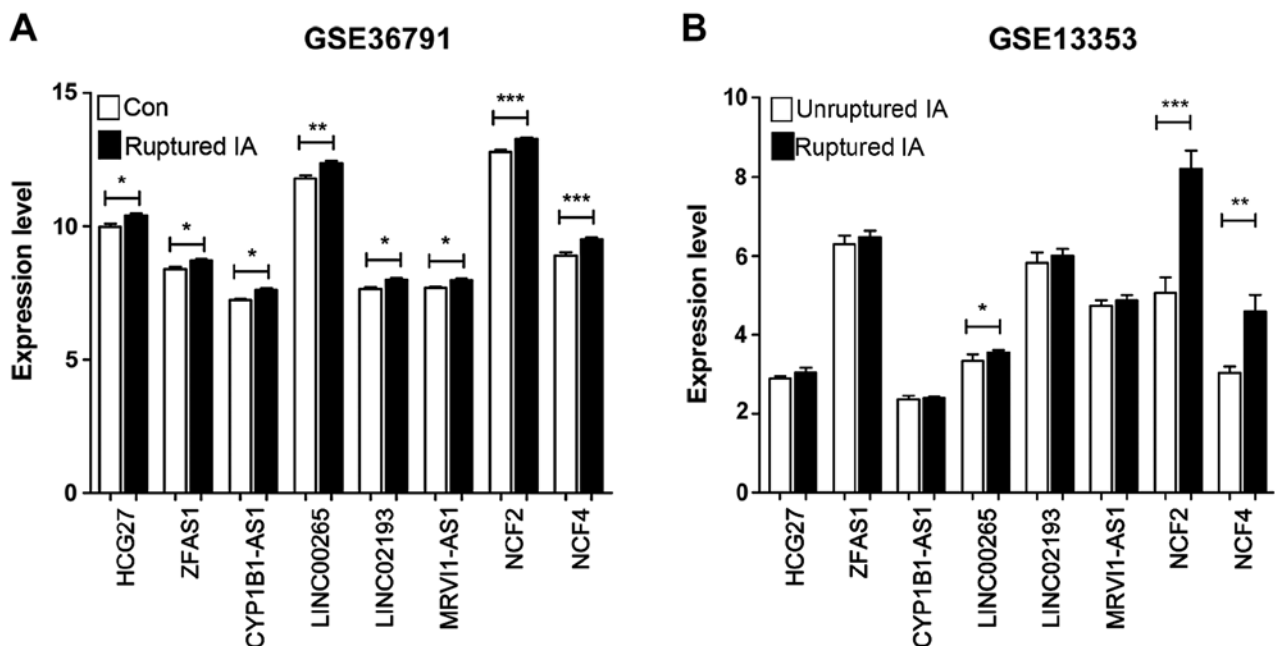 A
GSE36791
Expression level
15
10
5
0
Con
Ruptured IA
*
*
*
**
*
*
***
***
HCG27
ZFAS1
CYP1B1-AS1
LINC00265
LINC02193
MRVI1-AS1
NCF2
NCF4
B
GSE13353
Expression level
10
8
6
4
2
0
Unruptured IA
Ruptured IA
*
***
**
HCG27
ZFAS1
CYP1B1-AS1
LINC00265
LINC02193
MRVI1-AS1
NCF2
NCF4